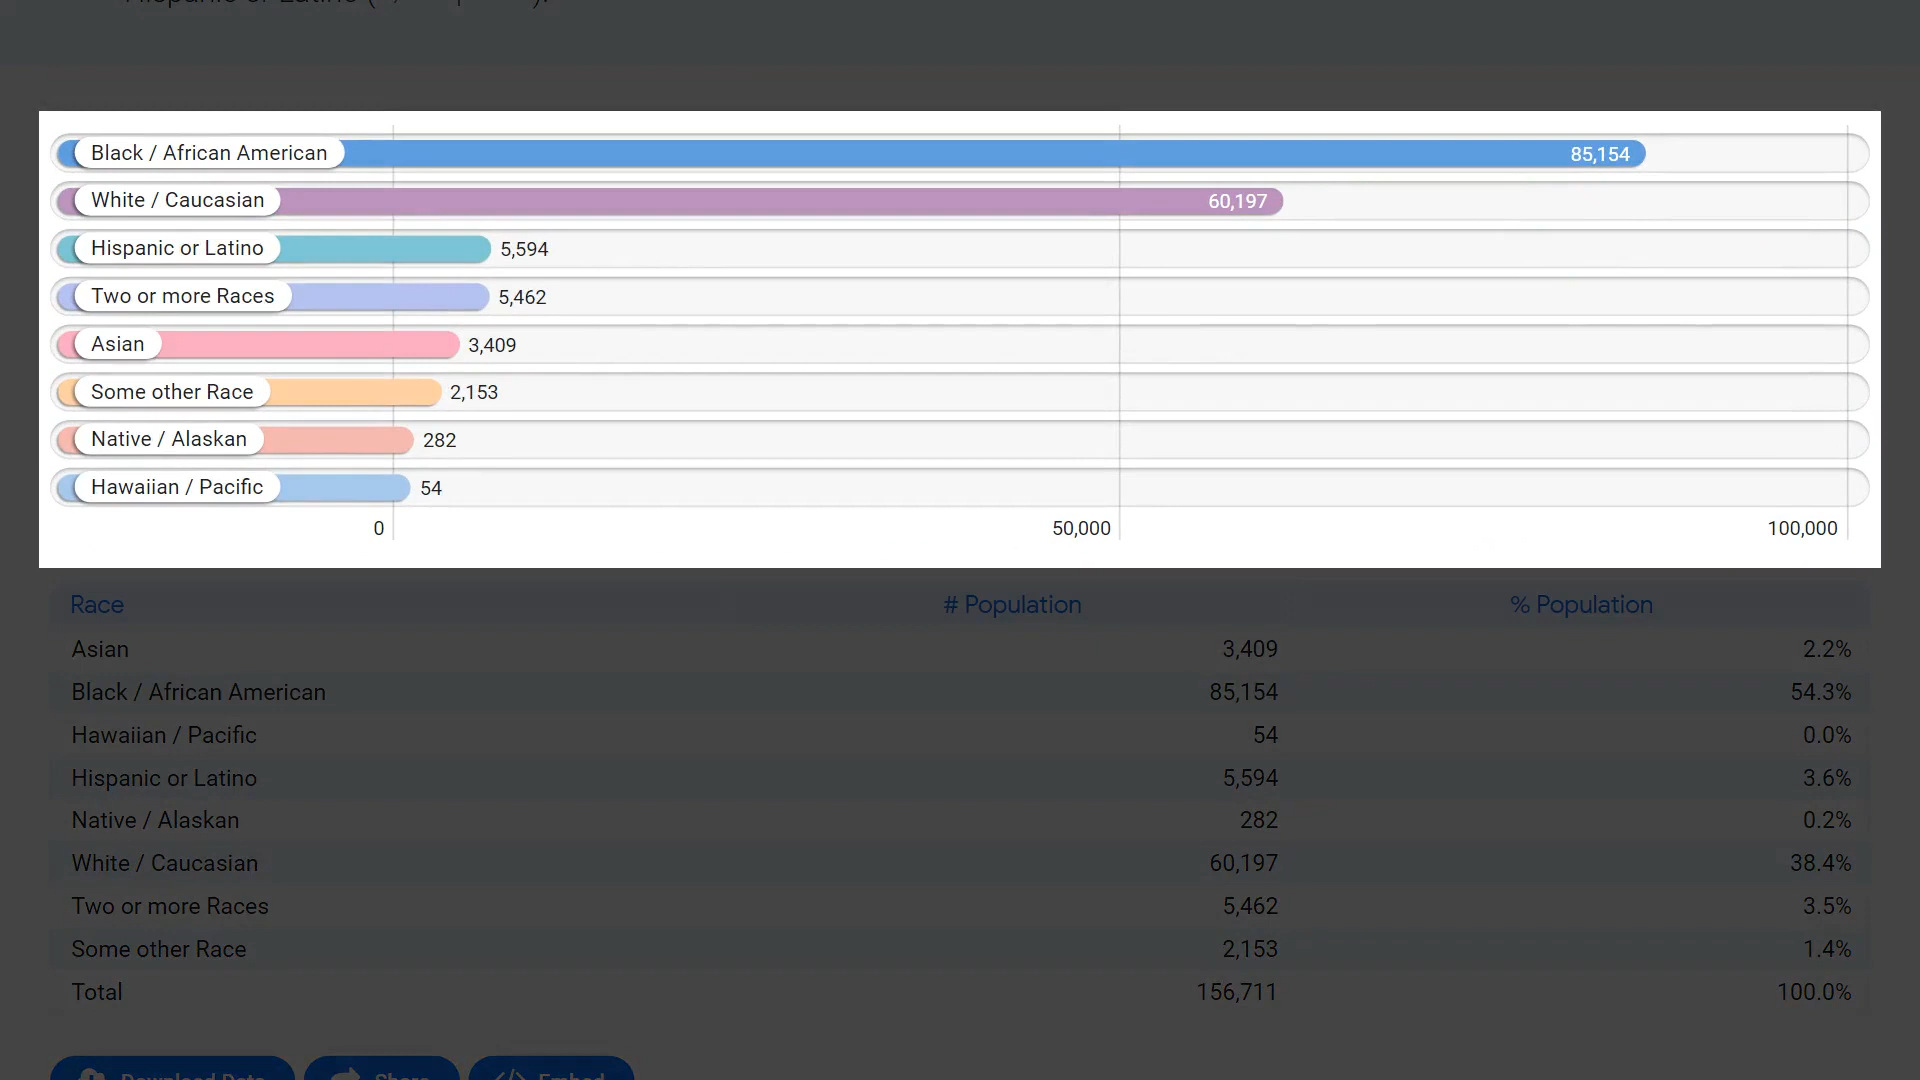 Black / African American 85,154
White / Caucasian 60,197
Hispanic or Latino 5,594
Two or more Races 5,462
Asian 3,409
Some other Race 2,153
Native / Alaskan 282
Hawaiian / Pacific 54
0 50,000 100,000
Race # Population % Population
Asian 3,409 2.2%
Black / African American 85,154 54.3%
Hawaiian / Pacific 54 0.0%
Hispanic or Latino 5,594 3.6%
Native / Alaskan 282 0.2%
White / Caucasian 60,197 38.4%
Two or more Races 5,462 3.5%
Some other Race 2,153 1.4%
Total 156,711 100.0%
Download Data Share Embed